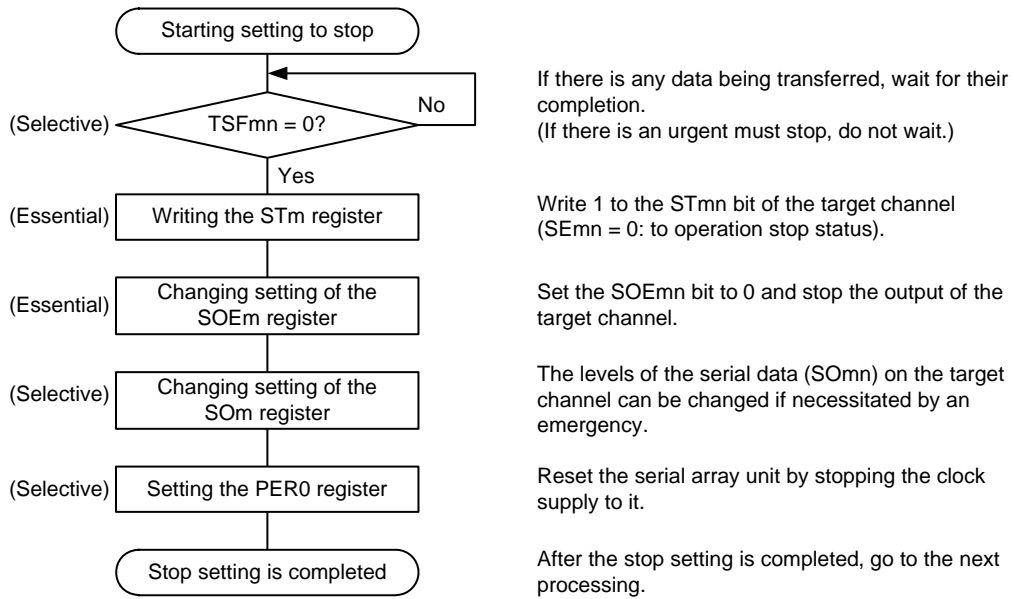 Starting setting to stop
No
If there is any data being transferred, wait for their
completion.
(If there is an urgent must stop, do not wait.)
(Selective)
TSFmn = 0?
Yes
(Essential)
Writing the STm register
Write 1 to the STmn bit of the target channel
(SEmn = 0: to operation stop status).
(Essential)
Changing setting of the
SOEm register
Set the SOEmn bit to 0 and stop the output of the
target channel.
(Selective)
Changing setting of the
SOm register
The levels of the serial data (SOmn) on the target
channel can be changed if necessitated by an
emergency.
(Selective)
Setting the PER0 register
Reset the serial array unit by stopping the clock
supply to it.
Stop setting is completed
After the stop setting is completed, go to the next
processing.